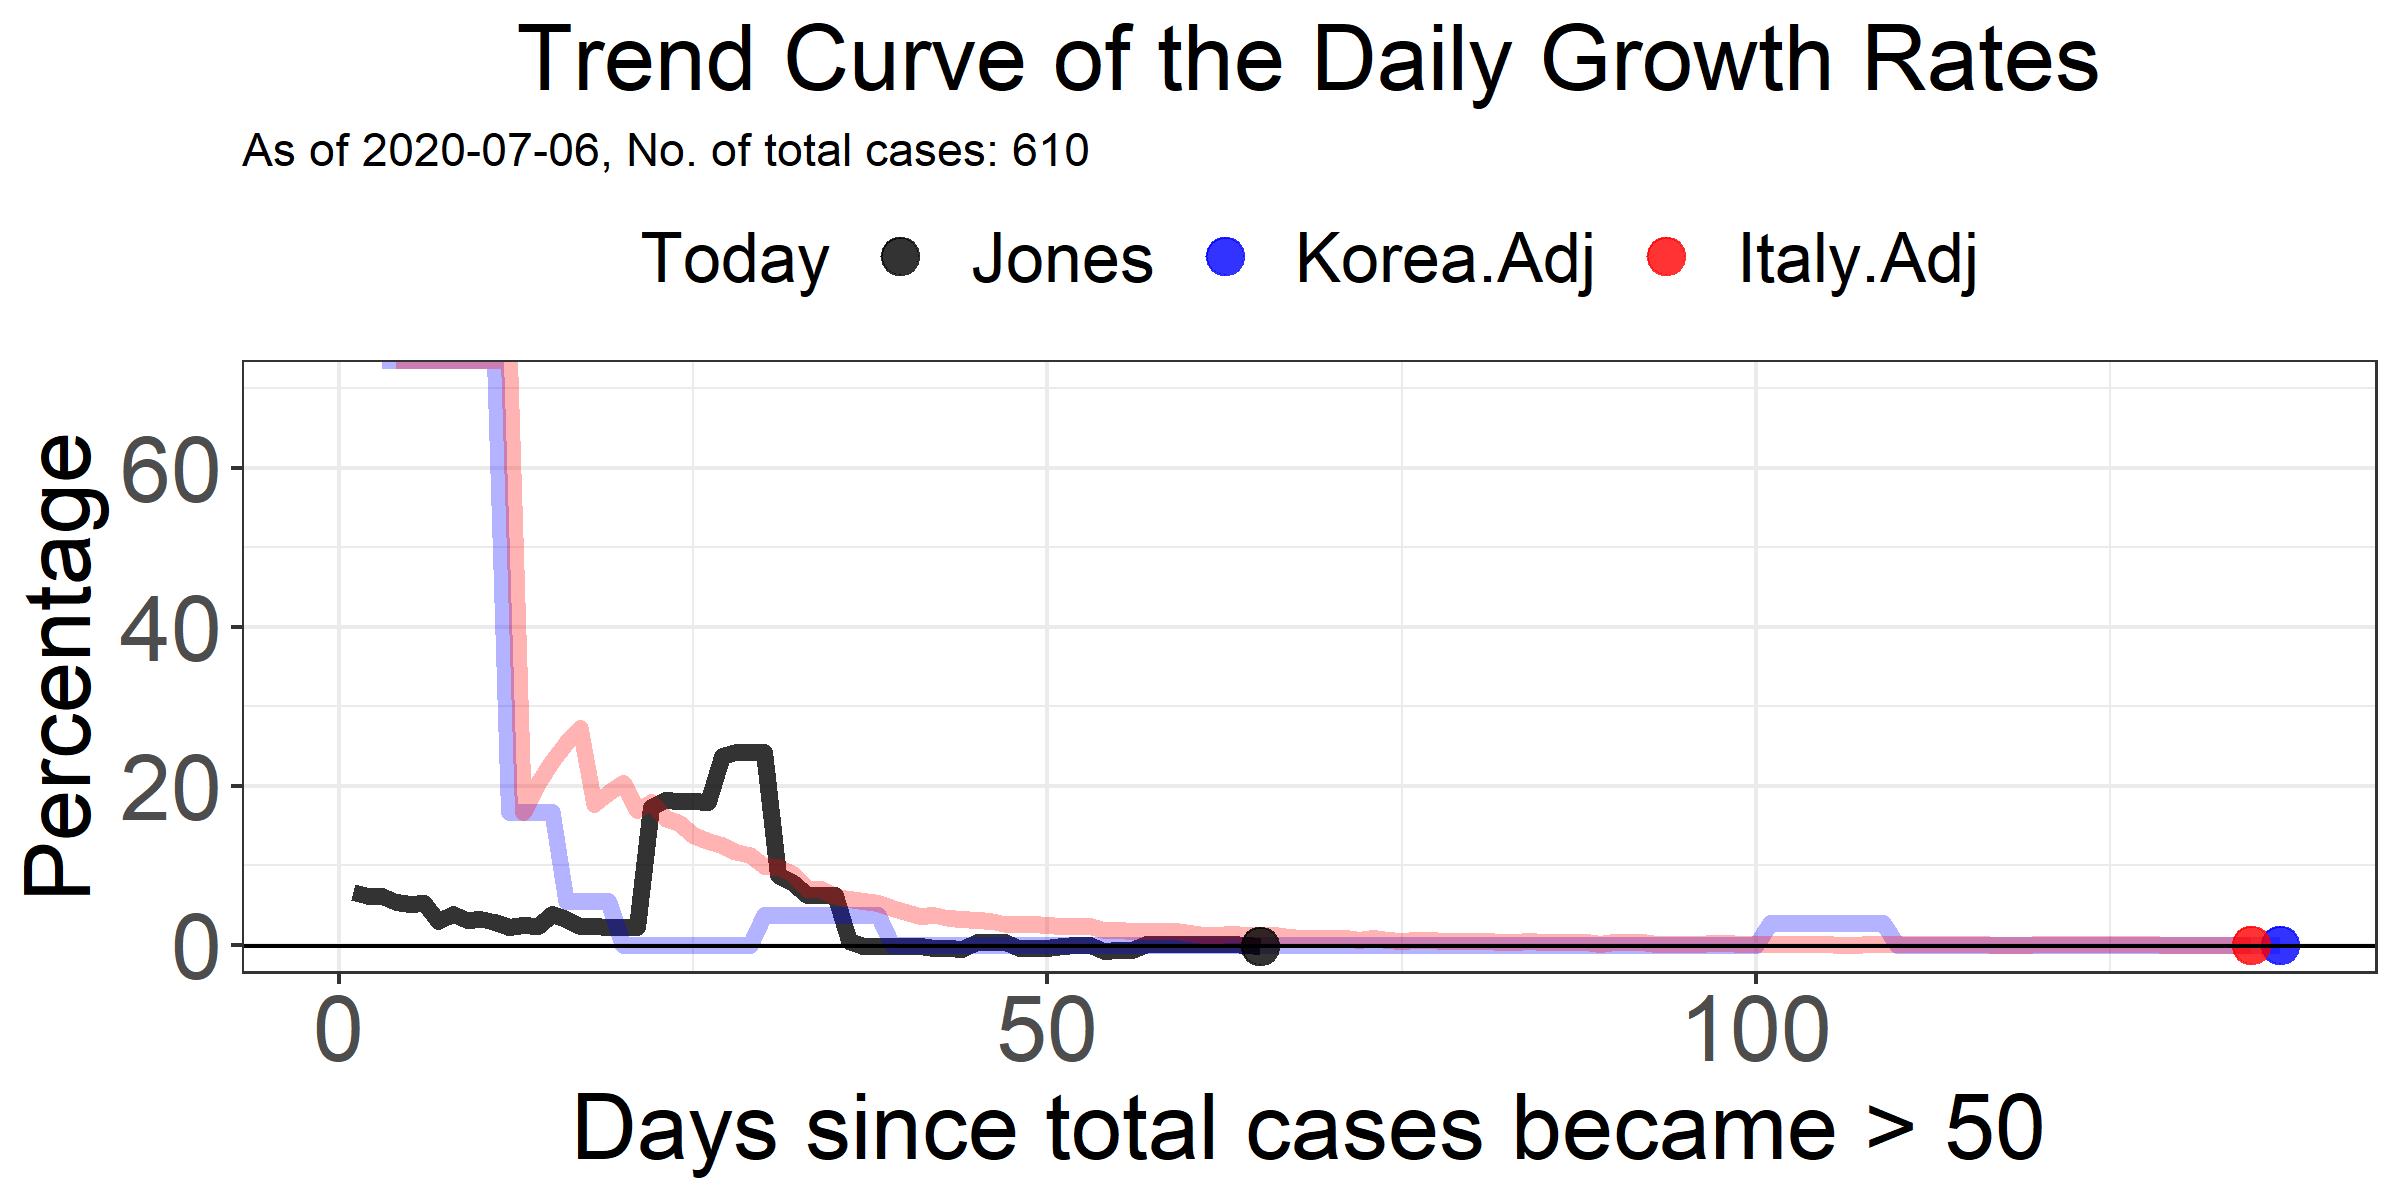 Trend Curve of the Daily Growth Rates
As of 2020-07-06, No. of total cases: 610
Today Jones Korea.Adj Italy.Adj
Percentage
60
40
20
0
0 50 100
Days since total cases became > 50